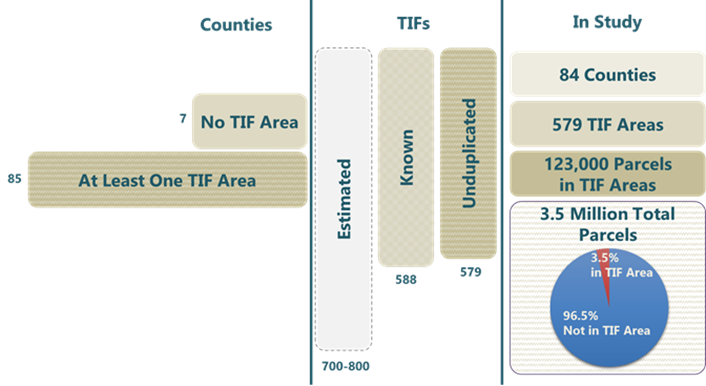 Counties
7
No TIF Area
85
At Least One TIF Area
TIFs
Estimated
700-800
Known
588
Unduplicated
579
In Study
84 Counties
579 TIF Areas
123,000 Parcels
in TIF Areas
3.5 Million Total
Parcels
3.5%
in TIF Area
96.5%
Not in TIF Area